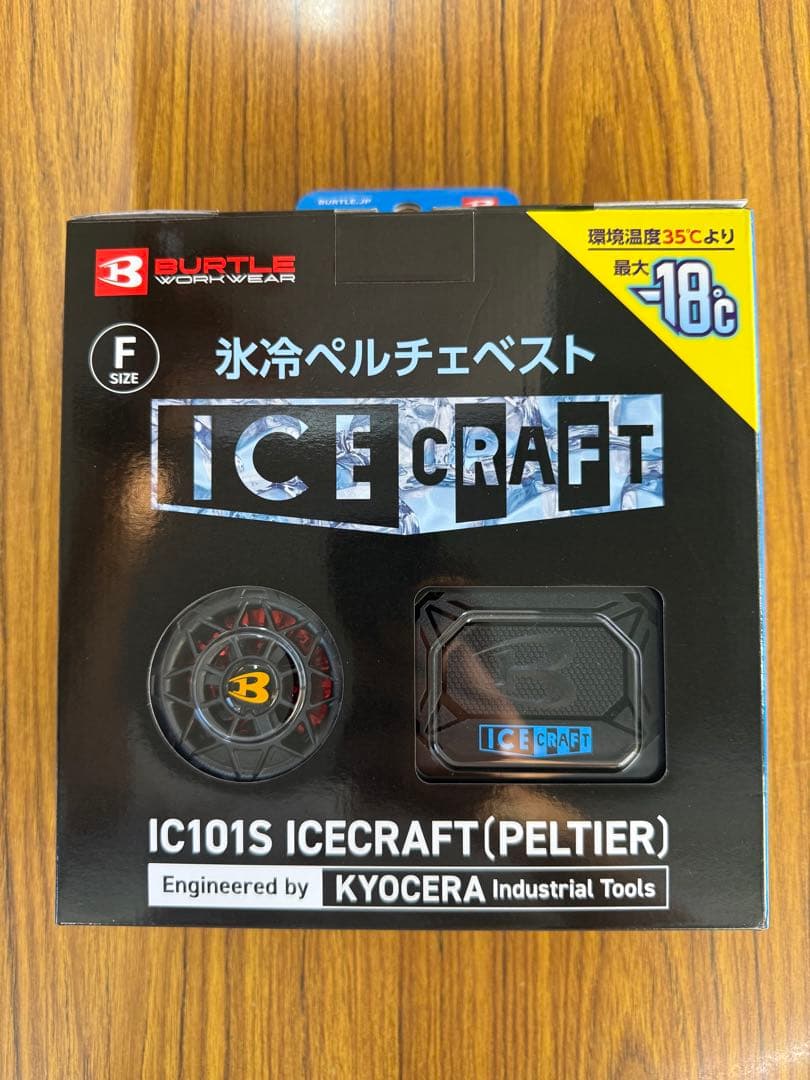 BURTLE.JP
BURTLE
WORKWEAR
環境温度35℃より
最大
-18℃
F
SIZE
氷冷ペルチェベスト
ICE CRAFT
B
ICE CRAFT
IC101S ICECRAFT(PELTIER)
Engineered by KYOCERA Industrial Tools